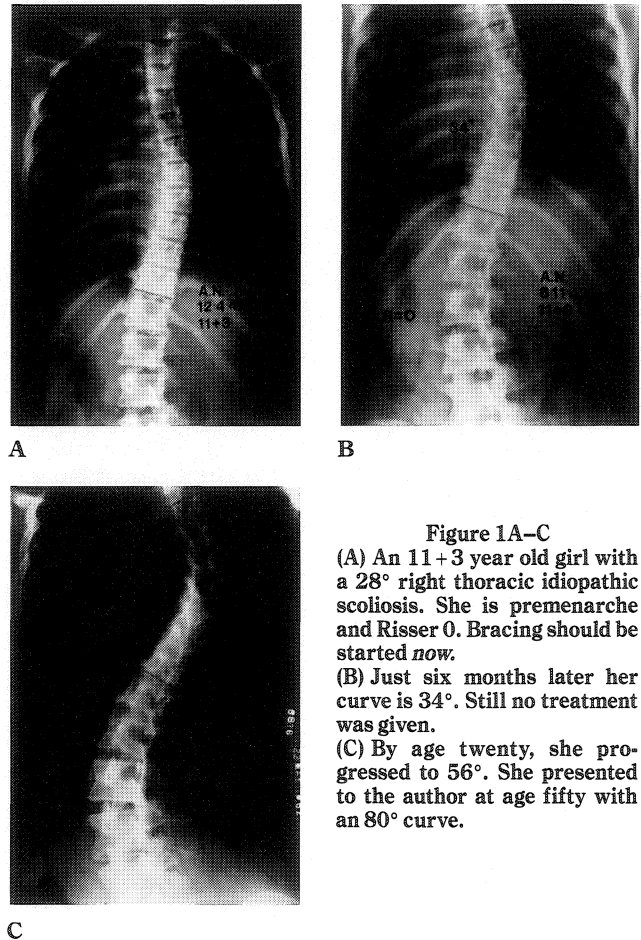 A.N.
12 4
11+3
A
34°
A.N.
R=0
B
C
Figure 1A–C
(A) An 11+3 year old girl with
a 28° right thoracic idiopathic
scoliosis. She is premenarche
and Risser 0. Bracing should be
started now.
(B) Just six months later her
curve is 34°. Still no treatment
was given.
(C) By age twenty, she pro-
gressed to 56°. She presented
to the author at age fifty with
an 80° curve.